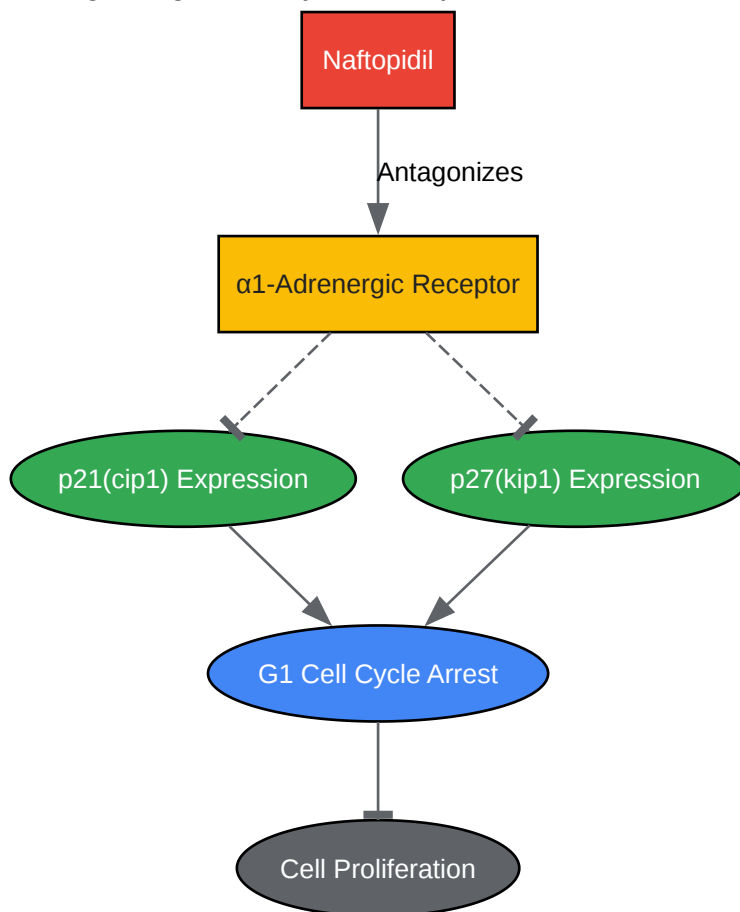 Naftopidil
Antagonizes
α1-Adrenergic Receptor
p21(cip1) Expression
p27(kip1) Expression
G1 Cell Cycle Arrest
Cell Proliferation